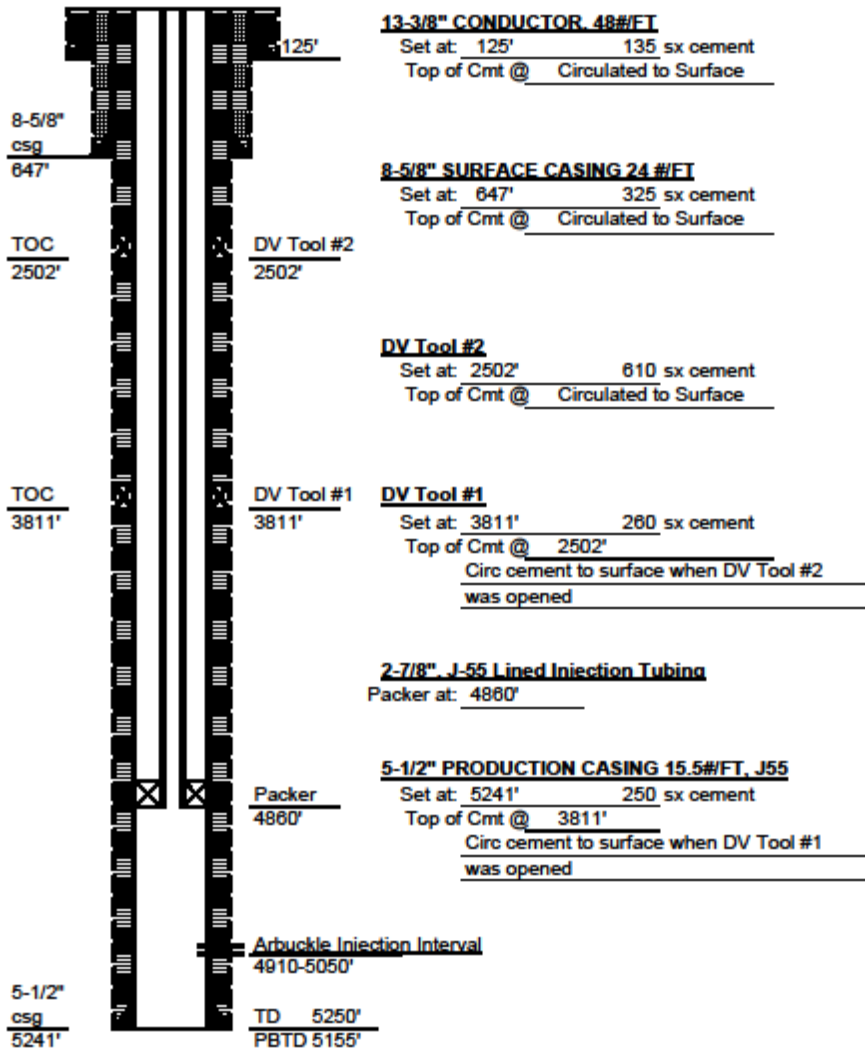 13-3/8" CONDUCTOR, 48#/FT
125'
Set at: 125' 135 sx cement
Top of Cmt @ Circulated to Surface
8-5/8"
csg
647'
8-5/8" SURFACE CASING 24 #/FT
Set at: 647' 325 sx cement
Top of Cmt @ Circulated to Surface
TOC
2502'
DV Tool #2
2502'
DV Tool #2
Set at: 2502' 610 sx cement
Top of Cmt @ Circulated to Surface
TOC
3811'
DV Tool #1
3811'
DV Tool #1
Set at: 3811' 260 sx cement
Top of Cmt @ 2502'
Circ cement to surface when DV Tool #2
was opened
2-7/8", J-55 Lined Injection Tubing
Packer at: 4860'
5-1/2" PRODUCTION CASING 15.5#/FT, J55
Set at: 5241' 250 sx cement
Top of Cmt @ 3811'
Circ cement to surface when DV Tool #1
was opened
Packer
4860'
Arbuckle Injection Interval
4910-5050'
5-1/2"
csg
5241'
TD 5250'
PBTD 5155'